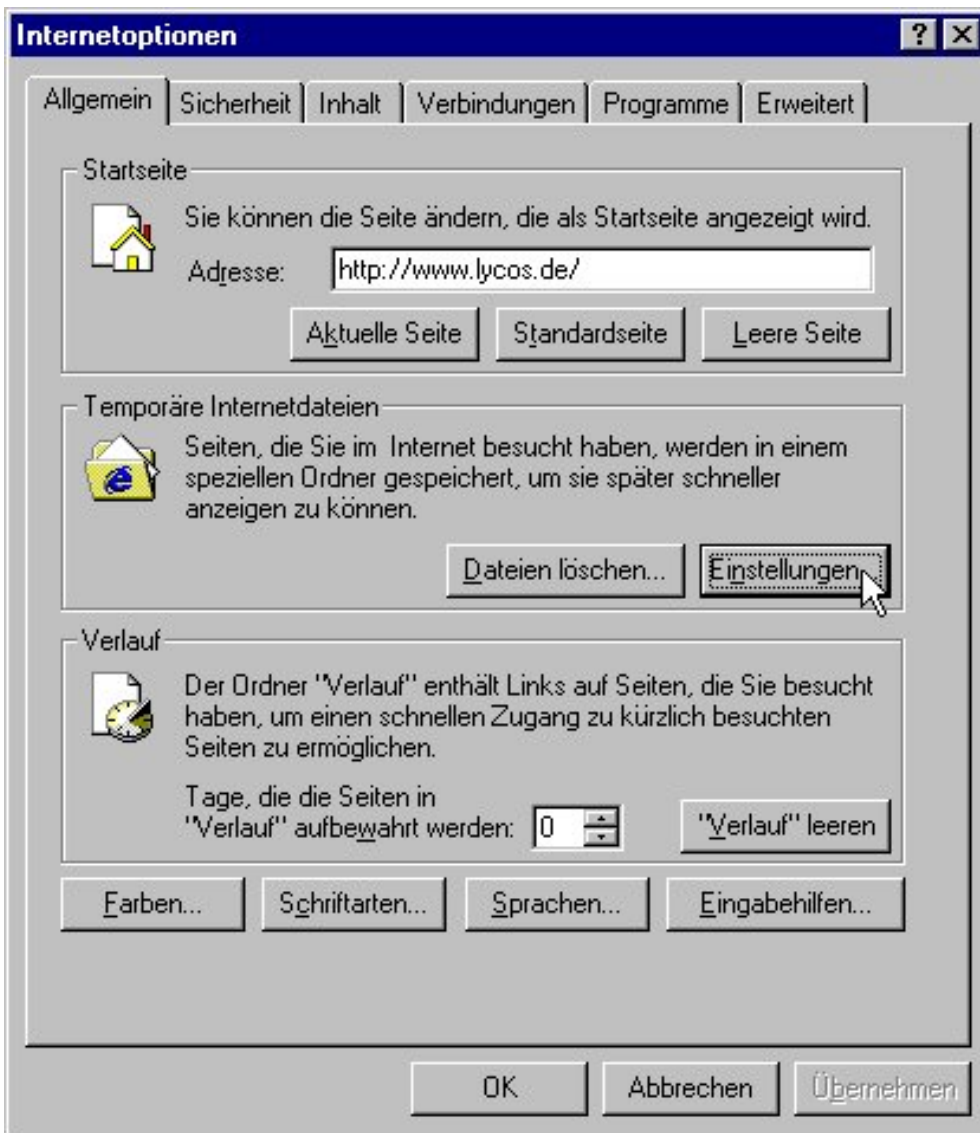 Internetoptionen
Allgemein Sicherheit Inhalt Verbindungen Programme Erweitert
Startseite
Sie können die Seite ändern, die als Startseite angezeigt wird.
Adresse: http://www.lycos.de/
Aktuelle Seite Standardseite Leere Seite
Temporäre Internetdateien
Seiten, die Sie im Internet besucht haben, werden in einem
speziellen Ordner gespeichert, um sie später schneller
anzeigen zu können.
Dateien löschen... Einstellungen...
Verlauf
Der Ordner "Verlauf" enthält Links auf Seiten, die Sie besucht
haben, um einen schnellen Zugang zu kürzlich besuchten
Seiten zu ermöglichen.
Tage, die die Seiten in
"Verlauf" aufbewahrt werden: 0 "Verlauf" leeren
Farben... Schriftarten... Sprachen... Eingabehilfen...
OK Abbrechen Übernehmen